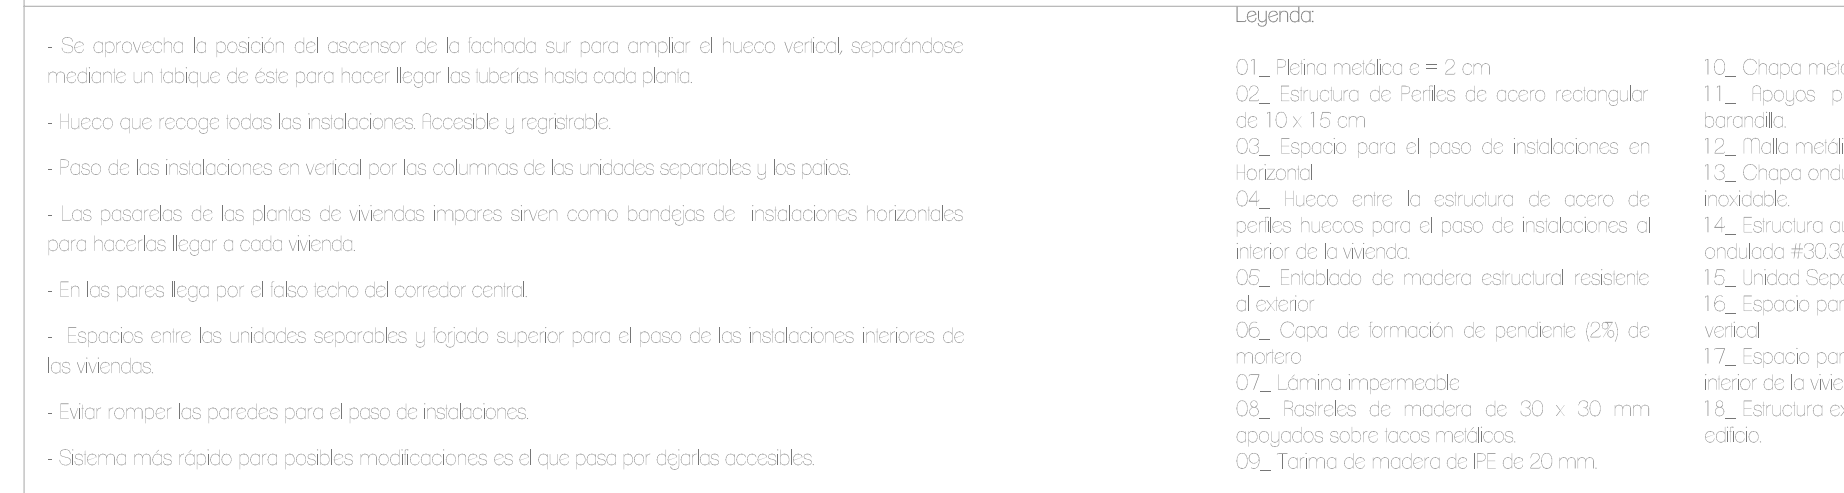 - Se aprovecha la posición del ascensor de la fachada sur para ampliar el hueco vertical, separándose
mediante un tabique de éste para hacer llegar las tuberías hasta cada planta.
- Hueco que recoge todas las instalaciones. Accesible y regristrable.
- Paso de las instalaciones en vertical por las columnas de las unidades separables y los patios.
- Las pasarelas de las plantas de viviendas impares sirven como bandejas de instalaciones horizontales
para hacerlas llegar a cada vivienda.
- En las pares llega por el falso techo del corredor central.
- Espacios entre las unidades separables y forjado superior para el paso de las instalaciones interiores de
las viviendas.
- Evitar romper las paredes para el paso de instalaciones.
- Sistema más rápido para posibles modificaciones es el que pasa por dejarlas accesibles.
Leyenda:
01_ Pletina metálica e = 2 cm
02_ Estructura de Perfiles de acero rectangular
de 10 x 15 cm
03_ Espacio para el paso de instalaciones en
Horizontal
04_ Hueco entre la estructura de acero de
perfiles huecos para el paso de instalaciones al
interior de la vivienda.
05_ Entablado de madera estructural resistente
al exterior
06_ Capa de formación de pendiente (2%) de
mortero
07_ Lámina impermeable
08_ Rastreles de madera de 30 x 30 mm
apoyados sobre tacos metálicos.
09_ Tarima de madera de IPE de 20 mm.
10_ Chapa
11_ Apoyos
barandilla.
12_ Malla
13_ Chapa
inoxidable.
14_ Estructura
ondulada
15_ Unidad
16_ Espacio
vertical
17_ Espacio
interior de la
18_ Estructura
edificio.